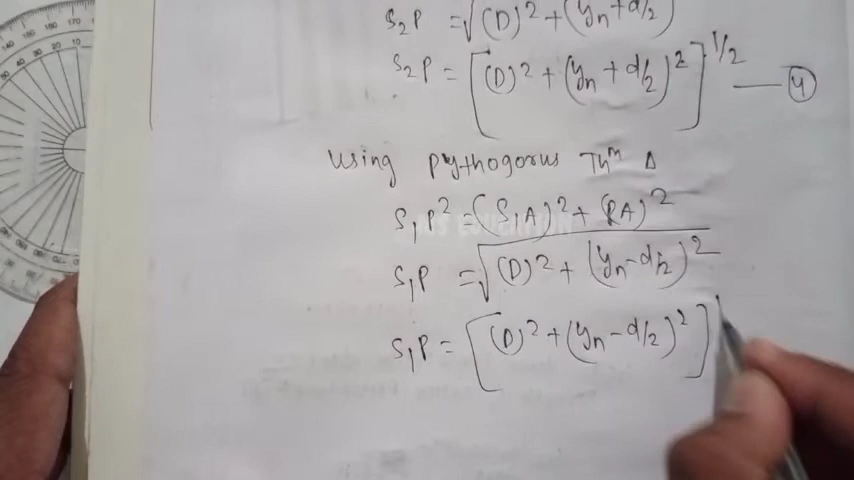 S₂P = √(D)² + (yn + d/2)
S₂P = [(D)² + (yn + d/2)²]^1/2 — (4)
Using Pythogorus Thm Δ
S₁P² = (S₁A)² + (PA)²
S₁P = √(D)² + (yn - d/2)²
S₁P = [(D)² + (yn - d/2)²]